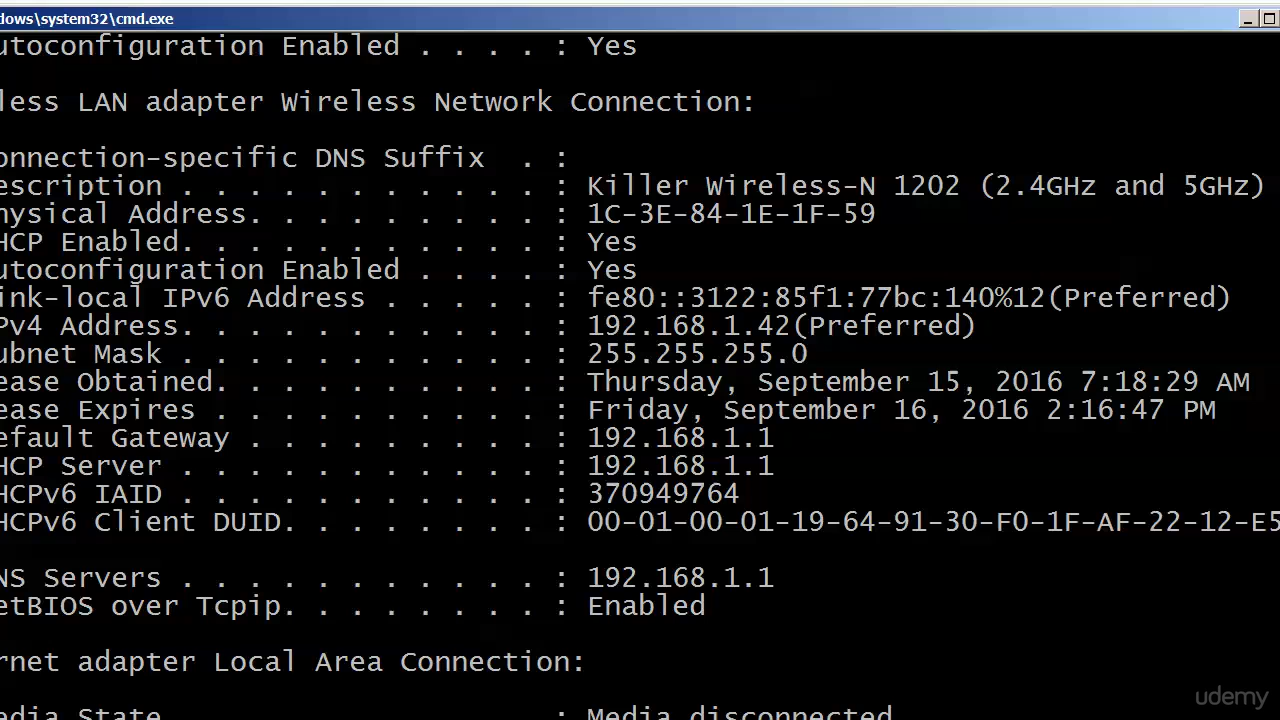 dows\system32\cmd.exe
utoconfiguration Enabled . . . . : Yes
less LAN adapter Wireless Network Connection:
onnection-specific DNS Suffix . :
escription . . . . . . . . . . . : Killer Wireless-N 1202 (2.4GHz and 5GHz)
hysical Address. . . . . . . . . : 1C-3E-84-1E-1F-59
HCP Enabled. . . . . . . . . . . : Yes
utoconfiguration Enabled . . . . : Yes
ink-local IPv6 Address . . . . . : fe80::3122:85f1:77bc:140%12(Preferred)
Pv4 Address. . . . . . . . . . . : 192.168.1.42(Preferred)
ubnet Mask . . . . . . . . . . . : 255.255.255.0
ease Obtained. . . . . . . . . . : Thursday, September 15, 2016 7:18:29 AM
ease Expires . . . . . . . . . . : Friday, September 16, 2016 2:16:47 PM
efault Gateway . . . . . . . . . : 192.168.1.1
HCP Server . . . . . . . . . . . : 192.168.1.1
HCPv6 IAID . . . . . . . . . . . : 370949764
HCPv6 Client DUID. . . . . . . . : 00-01-00-01-19-64-91-30-F0-1F-AF-22-12-E5
NS Servers . . . . . . . . . . . : 192.168.1.1
etBIOS over Tcpip. . . . . . . . : Enabled
rnet adapter Local Area Connection:
edia State . . . . . . . . . . . : Media disconnected
udemy